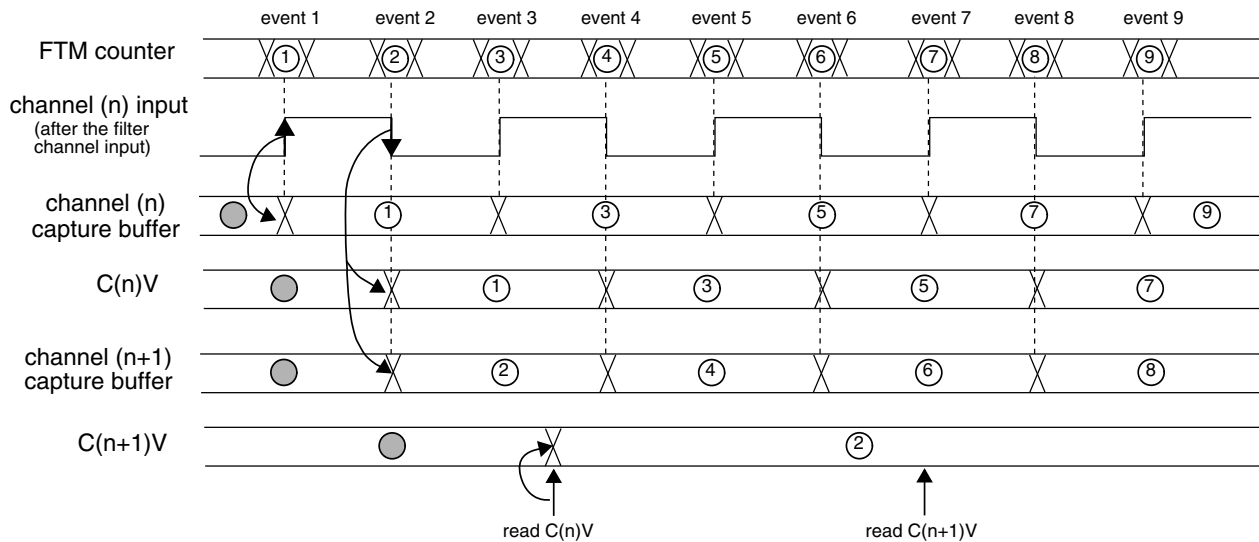 event 1 event 2 event 3 event 4 event 5 event 6 event 7 event 8 event 9
FTM counter
1 2 3 4 5 6 7 8 9
channel (n) input
(after the filter
channel input)
channel (n)
capture buffer
1 3 5 7 9
C(n)V
1 3 5 7
channel (n+1)
capture buffer
2 4 6 8
C(n+1)V
2
read C(n)V read C(n+1)V